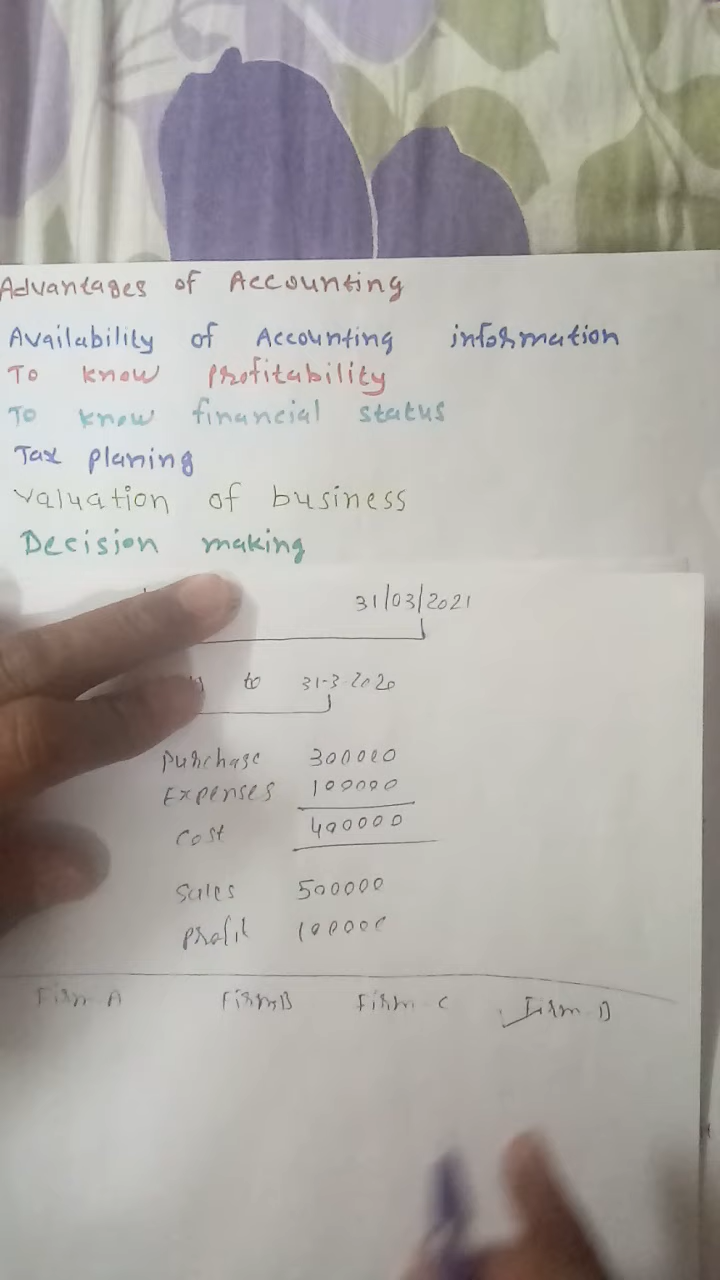 Advantages of Accounting
Availability of Accounting information
To know Profitability
To know financial status
Tax planing
Valuation of business
Decision making
31/03/2021
to 31-3-2020
Purchase 300000
Expenses 100000
Cost 400000
Sales 500000
Profit 100000
Firm A Firm B Firm C Firm D